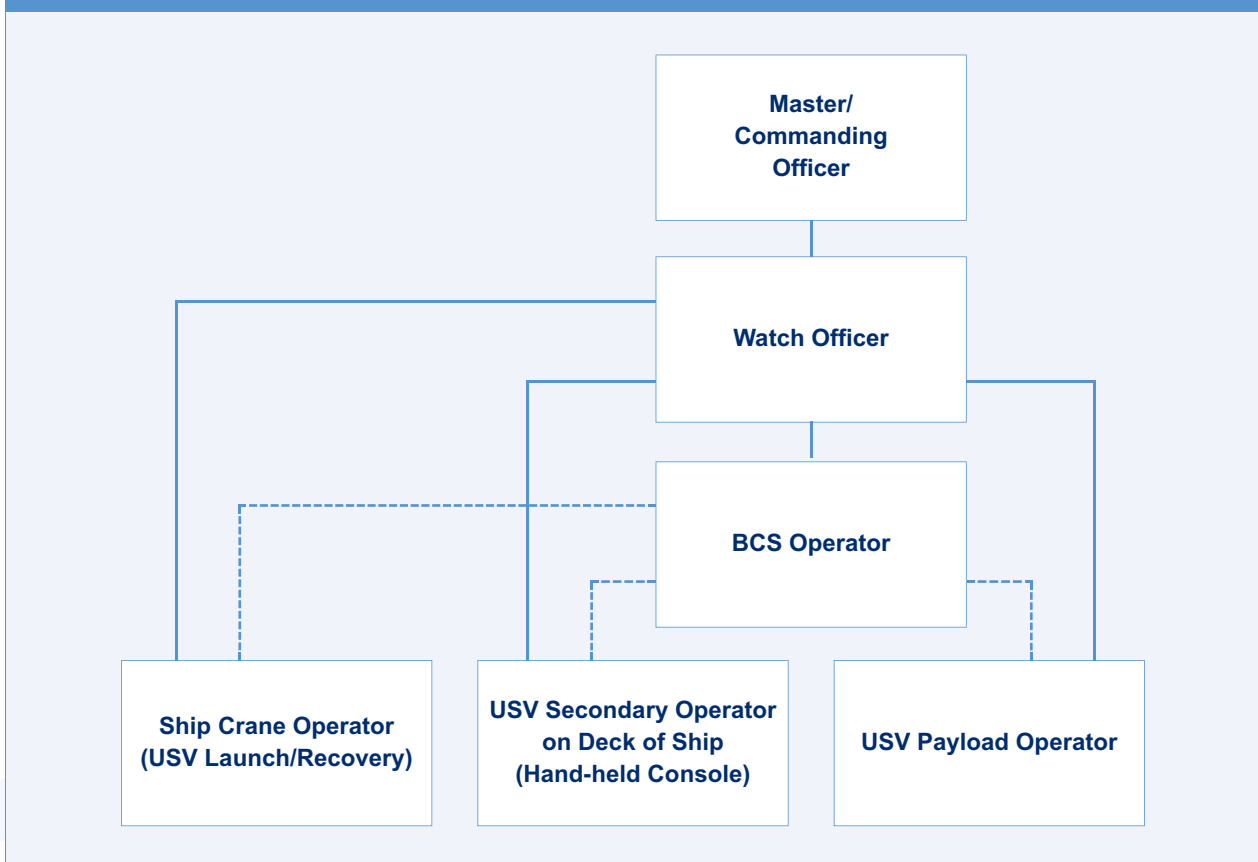 Master/
Commanding
Officer
Watch Officer
BCS Operator
Ship Crane Operator
(USV Launch/Recovery)
USV Secondary Operator
on Deck of Ship
(Hand-held Console)
USV Payload Operator